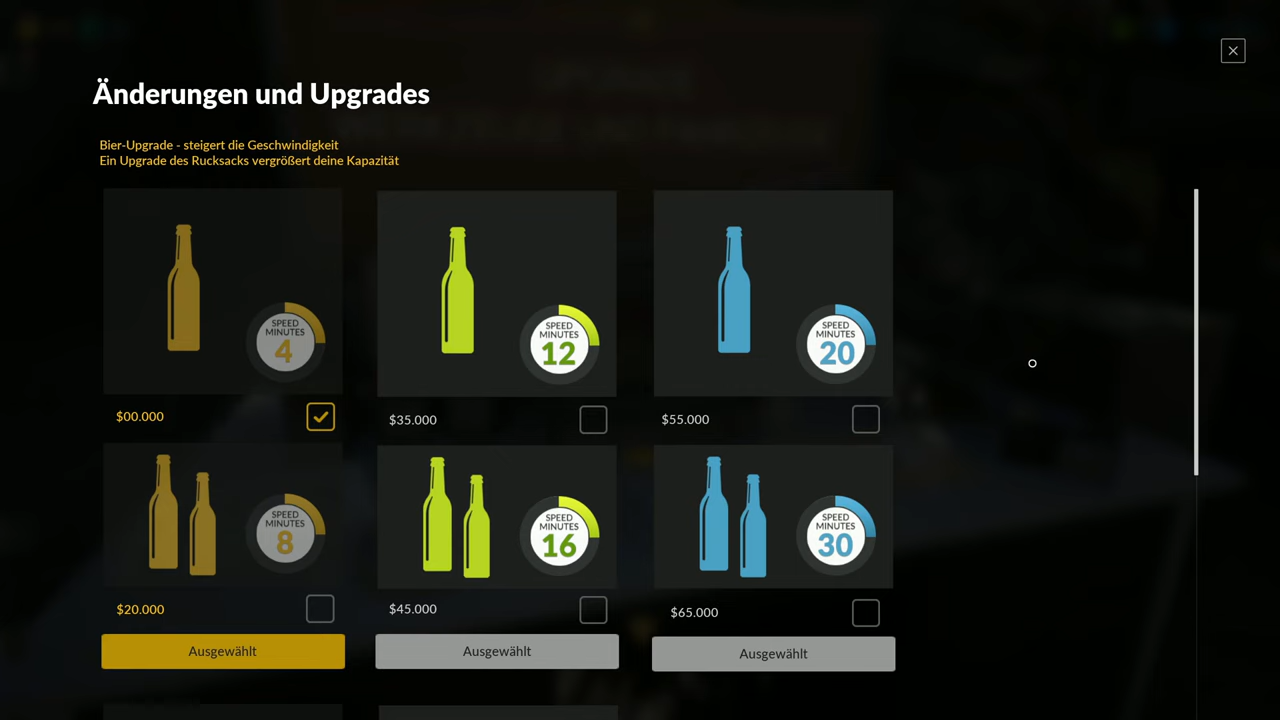 Änderungen und Upgrades
Bier-Upgrade - steigert die Geschwindigkeit
Ein Upgrade des Rucksacks vergrößert deine Kapazität
SPEED
MINUTES
4
SPEED
MINUTES
12
SPEED
MINUTES
20
$00.000
$35.000
$55.000
SPEED
MINUTES
8
SPEED
MINUTES
16
SPEED
MINUTES
30
$20.000
$45.000
$65.000
Ausgewählt
Ausgewählt
Ausgewählt